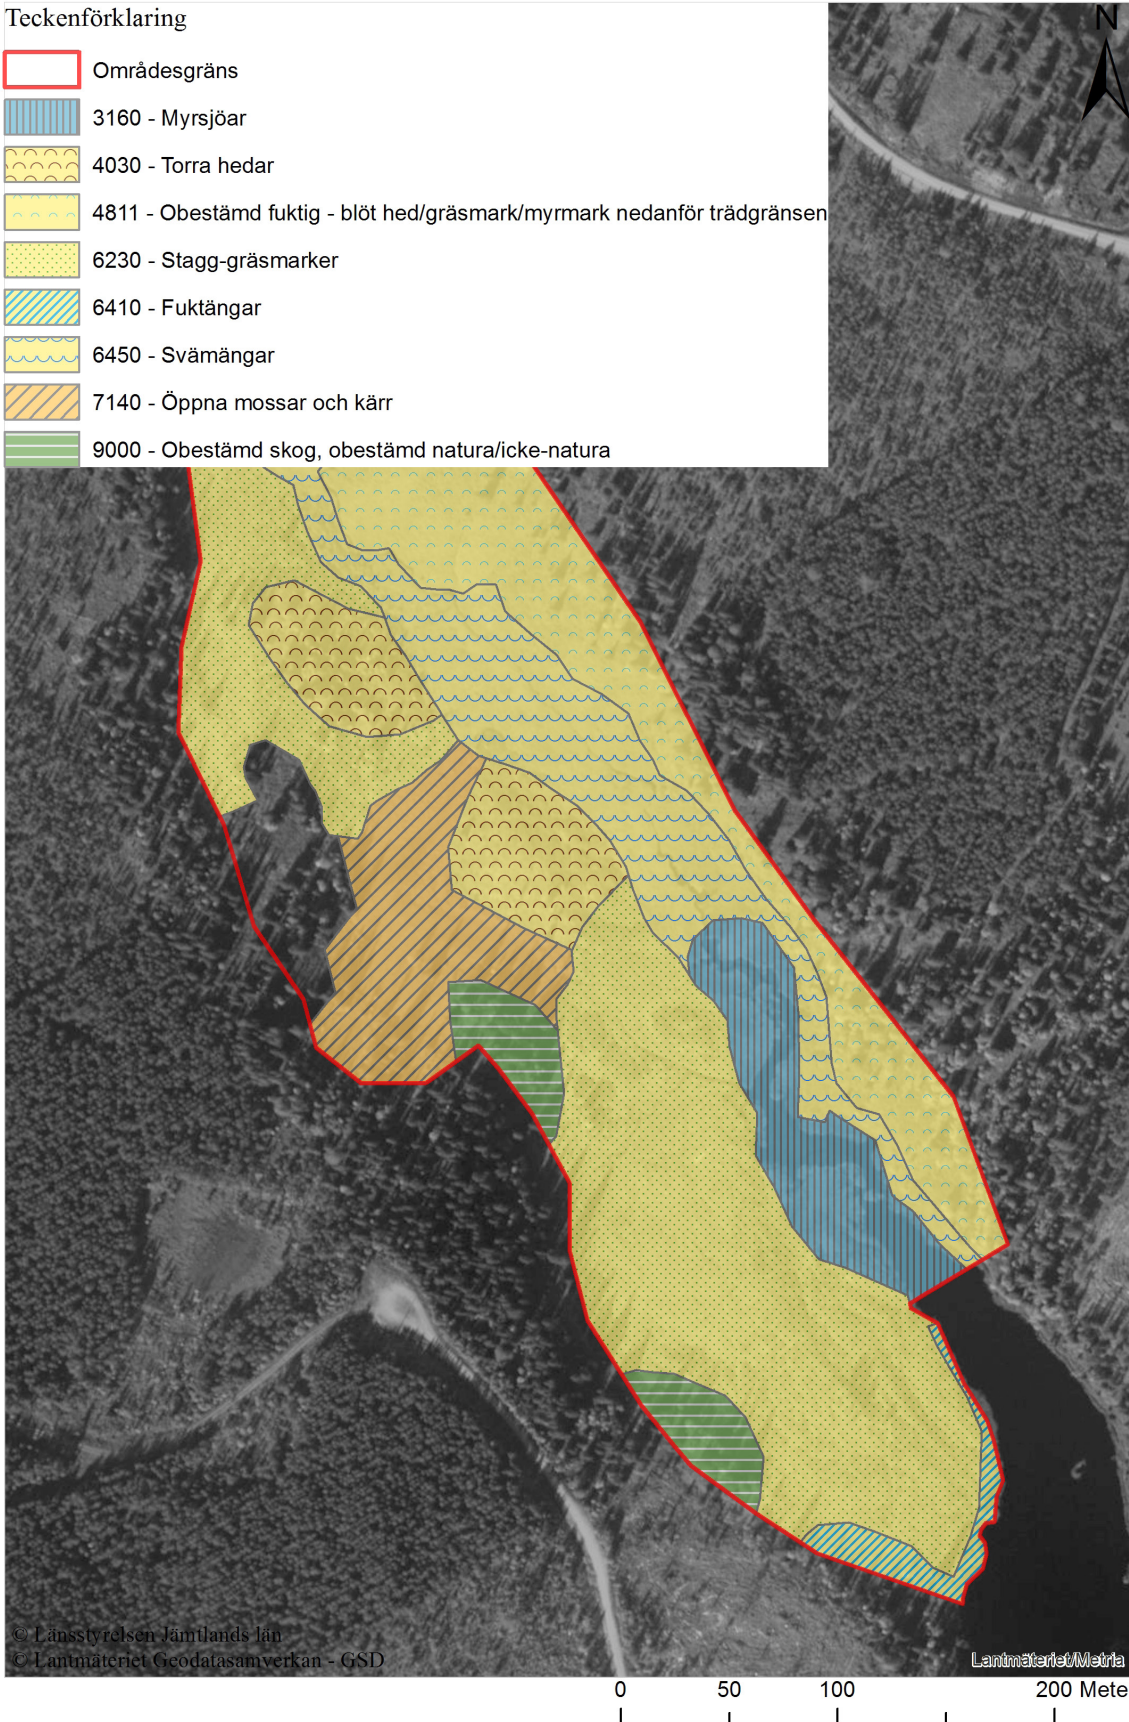 Teckenförklaring
N
Områdesgräns
3160 - Myrsjöar
4030 - Torra hedar
4811 - Obestämd fuktig - blöt hed/gräsmark/myrmark nedanför trädgränsen
6230 - Stagg-gräsmarker
6410 - Fuktängar
6450 - Svämängar
7140 - Öppna mossar och kärr
9000 - Obestämd skog, obestämd natura/icke-natura
© Länsstyrelsen Jämtlands län
© Lantmäteriet Geodatasamverkan - GSD
Lantmäteriet/Metria
0 50 100 200 Mete